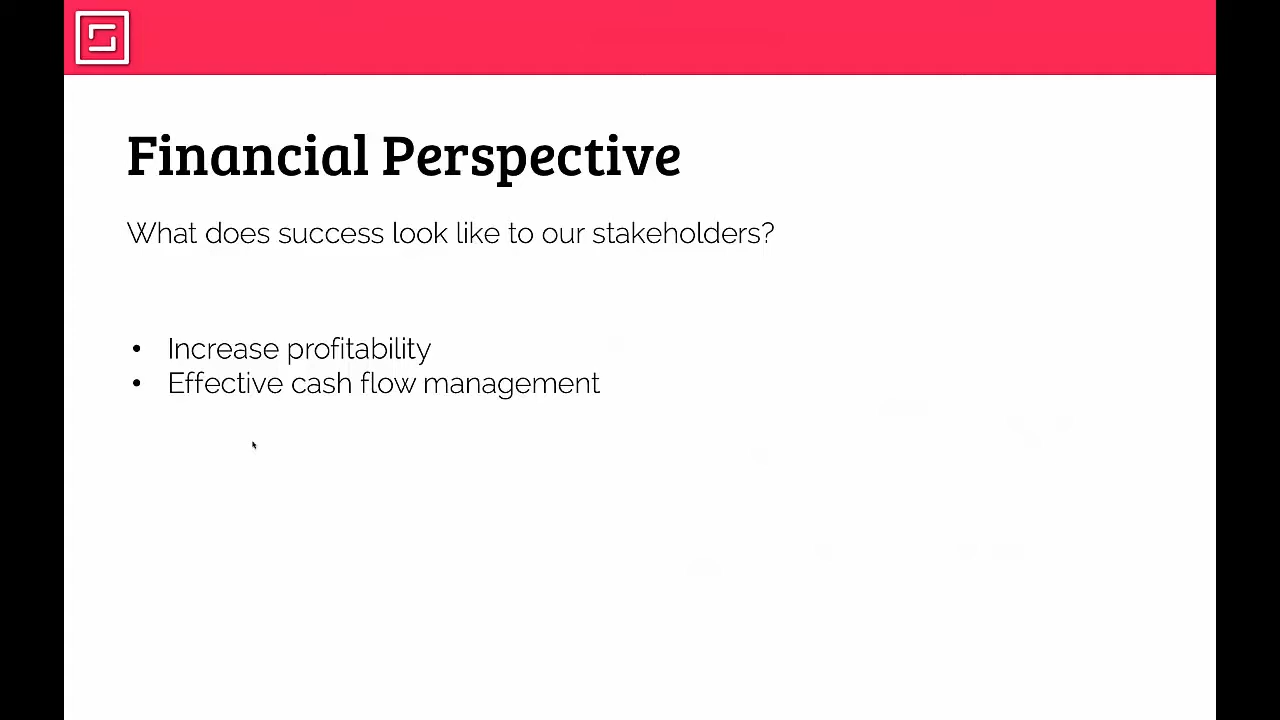 Financial Perspective
What does success look like to our stakeholders?
• Increase profitability
• Effective cash flow management